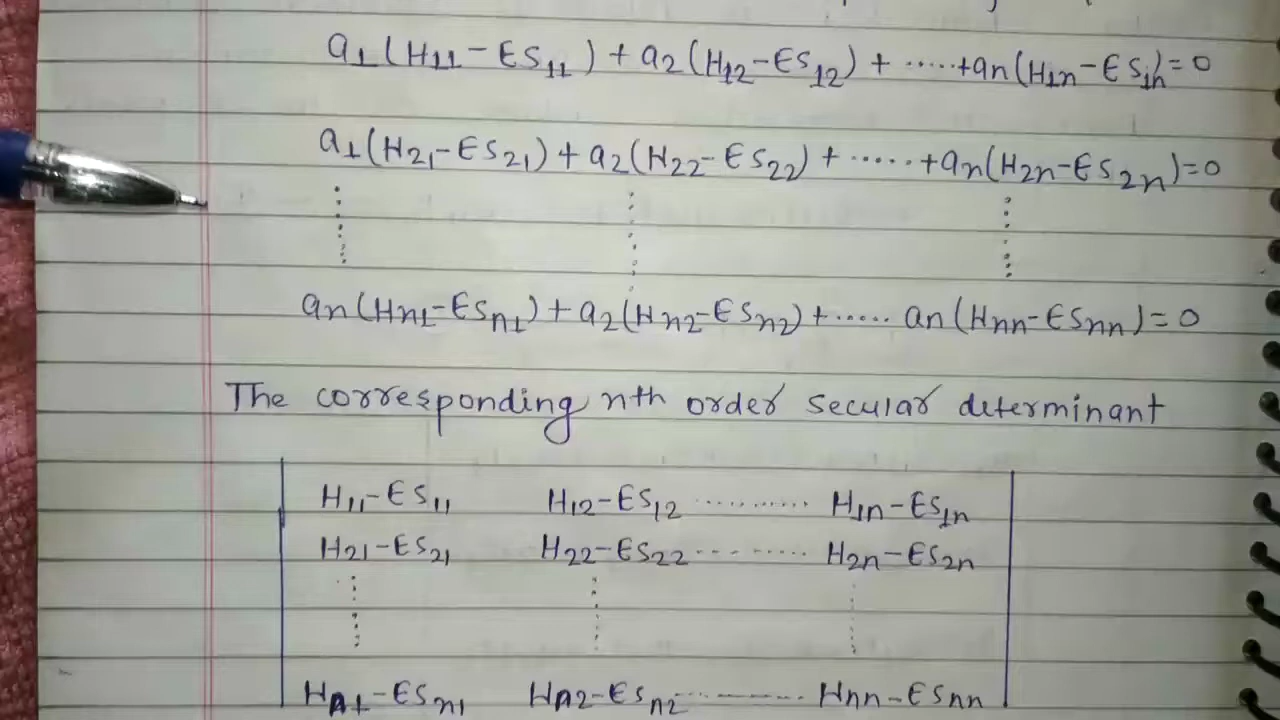 a1(H11-ES11)+a2(H12-ES12)+.....+an(H1n-ES1n)=0
a1(H21-ES21)+a2(H22-ES22)+......+an(H2n-ES2n)=0
an(Hn1-ESn1)+a2(Hn2-ESn2)+..... an(Hnn-ESnn)=0
The corresponding nth order secular determinant
H11-ES11 H12-ES12 ........... H1n-ES1n
H21-ES21 H22-ES22 ........... H2n-ES2n
Hn1-ESn1 Hn2-ESn2 ........... Hnn-ESnn